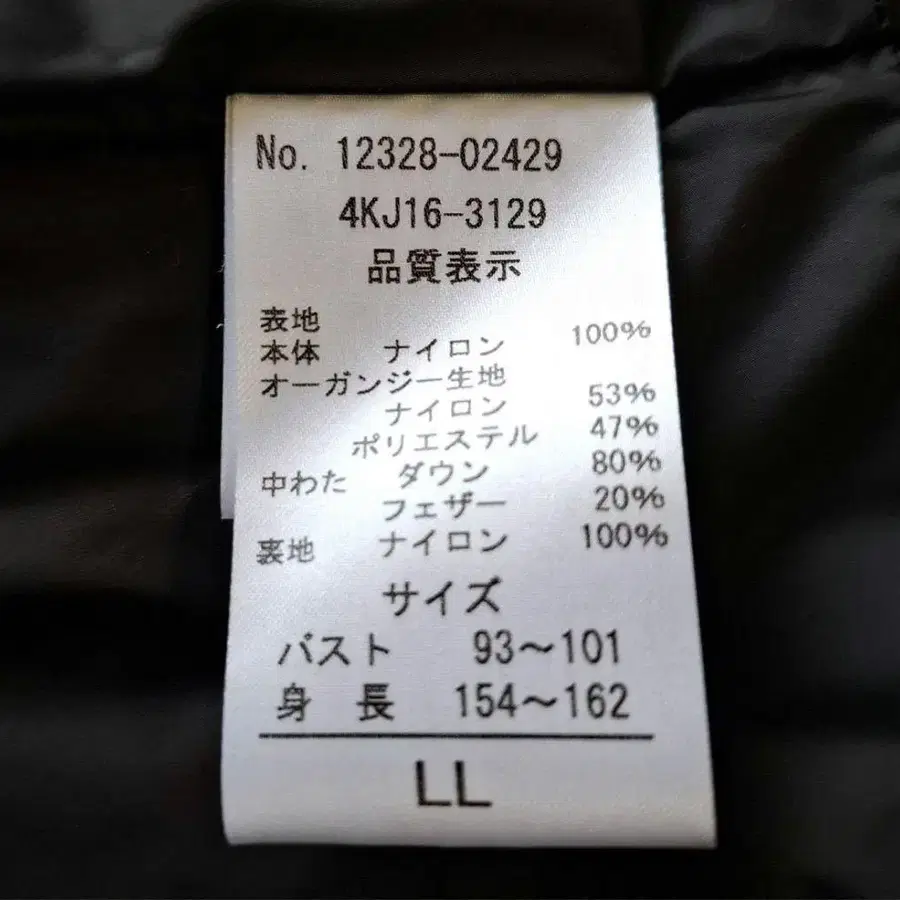 No. 12328-02429
4KJ16-3129
品質表示
表地
本体 ナイロン 100%
オーガンジー生地
ナイロン 53%
ポリエステル 47%
中わた ダウン 80%
フェザー 20%
裏地 ナイロン 100%
サイズ
バスト 93〜101
身長 154〜162
LL